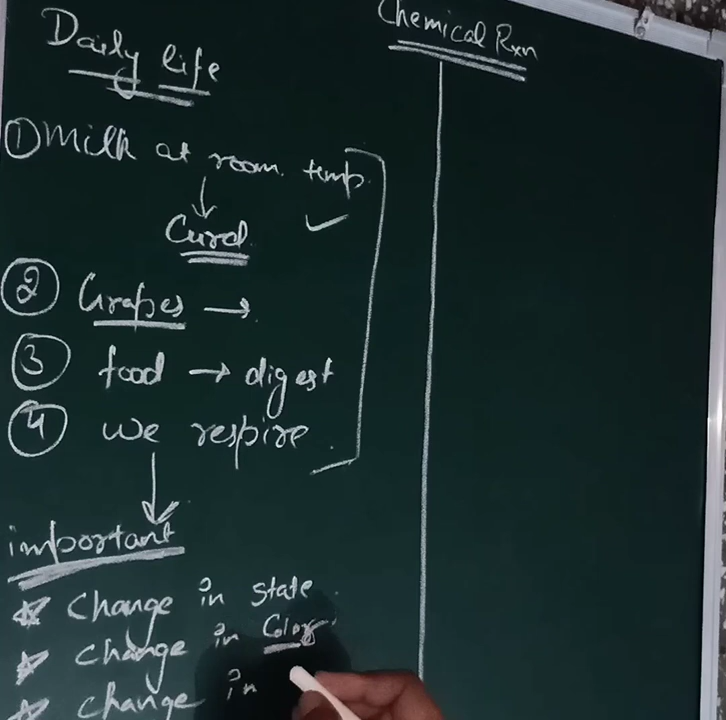 Daily life
① Milk at room temp.
↓
Curd ✓
② Grapes →
③ food → digest
④ we respire
↓
important
☆ Change in state.
☆ Change in Color
☆ Change in
Chemical Rxn